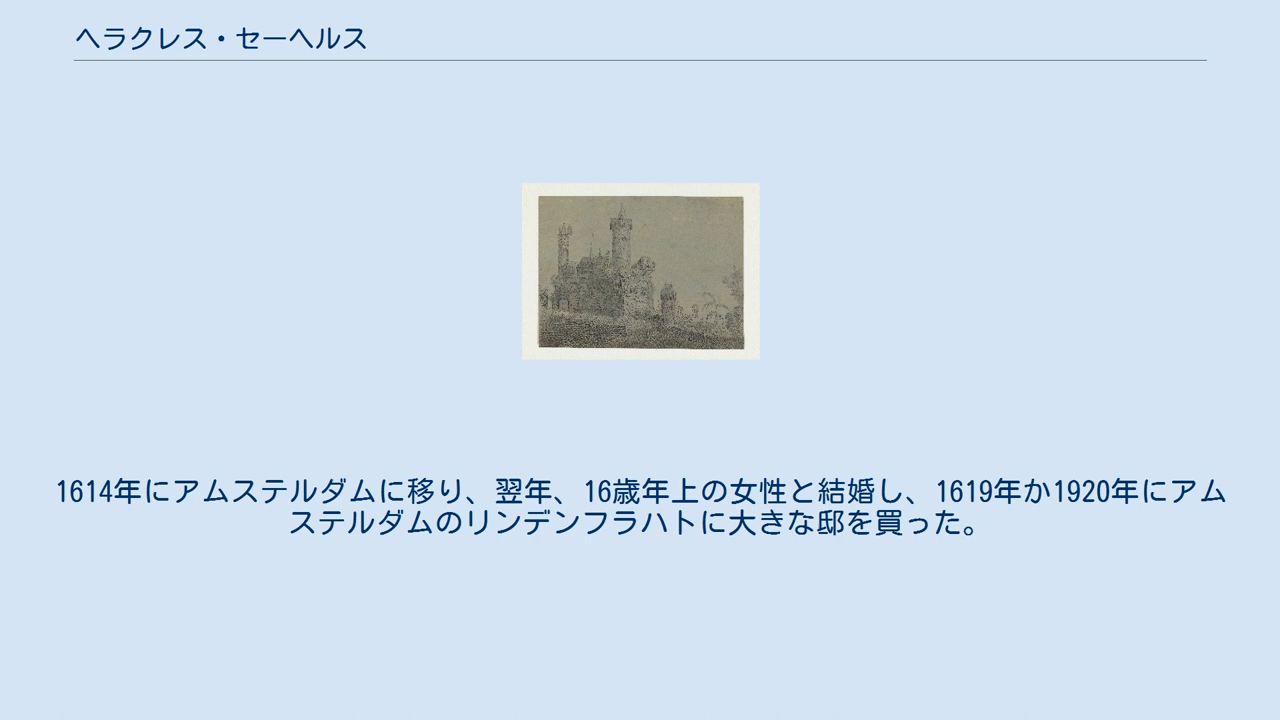 ヘラクレス・セーヘルス
1614年にアムステルダムに移り、翌年、16歳年上の女性と結婚し、1619年か1920年にアム
ステルダムのリンデンフラハトに大きな邸を買った。